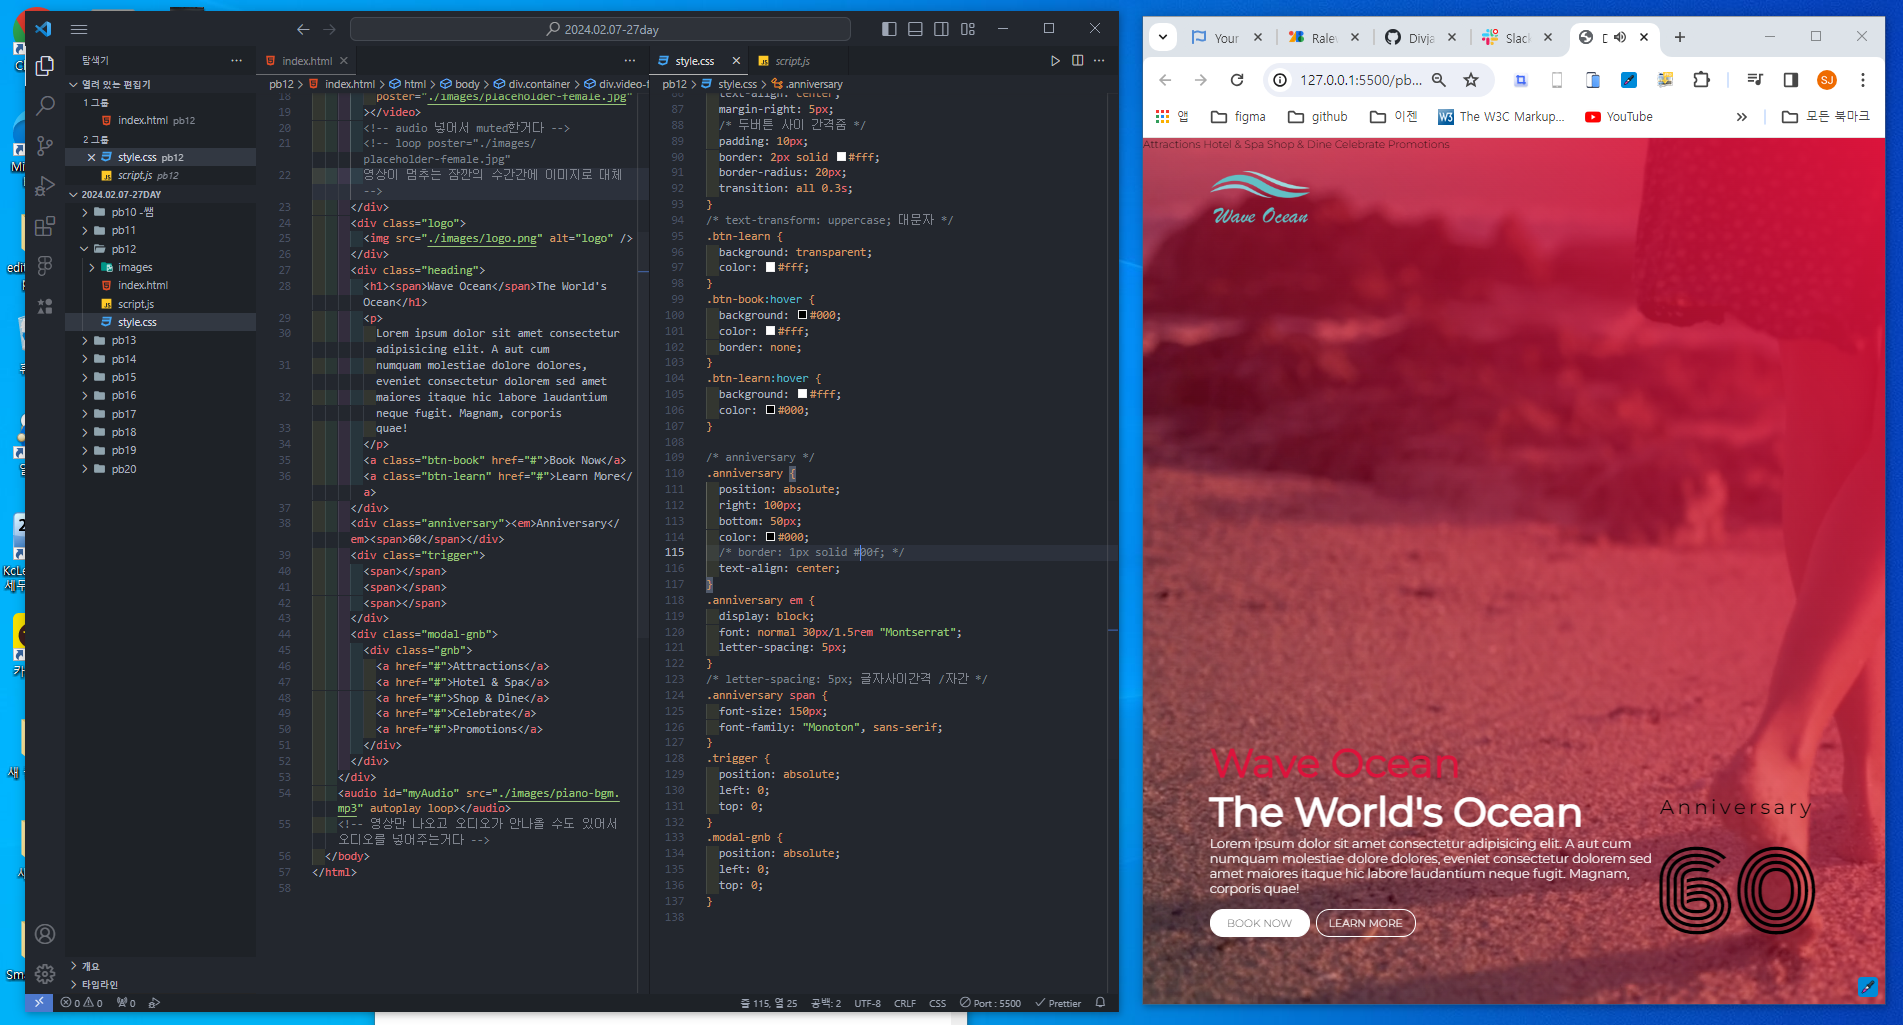 2024.02.07-27day
탐색기
열려 있는 편집기
1 그룹
index.html pb12
2 그룹
style.css pb12
script.js pb12
2024.02.07-27DAY
pb10 -쌤
pb11
pb12
images
index.html
script.js
style.css
pb13
pb14
pb15
pb16
pb17
pb18
pb19
pb20
개요
타임라인
index.html
pb12 > index.html > html > body > div.container > div.video-f
18 poster="./images/placeholder-female.jpg"
19 ></video>
20 <!-- audio 넣어서 muted한거다 -->
21 <!-- loop poster="./images/
placeholder-female.jpg"
22 영상이 멈추는 잠깐의 수간간에 이미지로 대체
-->
23 </div>
24 <div class="logo">
25 <img src="./images/logo.png" alt="logo" />
26 </div>
27 <div class="heading">
28 <h1><span>Wave Ocean</span>The World's
Ocean</h1>
29 <p>
30 Lorem ipsum dolor sit amet consectetur
adipisicing elit. A aut cum
31 numquam molestiae dolore dolores,
eveniet consectetur dolorem sed amet
32 maiores itaque hic labore laudantium
neque fugit. Magnam, corporis
33 quae!
34 </p>
35 <a class="btn-book" href="#">Book Now</a>
36 <a class="btn-learn" href="#">Learn More</
a>
37 </div>
38 <div class="anniversary"><em>Anniversary</
em><span>60</span></div>
39 <div class="trigger">
40 <span></span>
41 <span></span>
42 <span></span>
43 </div>
44 <div class="modal-gnb">
45 <div class="gnb">
46 <a href="#">Attractions</a>
47 <a href="#">Hotel & Spa</a>
48 <a href="#">Shop & Dine</a>
49 <a href="#">Celebrate</a>
50 <a href="#">Promotions</a>
51 </div>
52 </div>
53 </div>
54 <audio id="myAudio" src="./images/piano-bgm.
mp3" autoplay loop></audio>
55 <!-- 영상만 나오고 오디오가 안나올 수도 있어서
오디오를 넣어주는거다 -->
56 </body>
57 </html>
58
style.css
script.js
pb12 > style.css > .anniversary
86 text-align: center;
87 margin-right: 5px;
88 /* 두버튼 사이 간격줌 */
89 padding: 10px;
90 border: 2px solid #fff;
91 border-radius: 20px;
92 transition: all 0.3s;
93 }
94 /* text-transform: uppercase; 대문자 */
95 .btn-learn {
96 background: transparent;
97 color: #fff;
98 }
99 .btn-book:hover {
100 background: #000;
101 color: #fff;
102 border: none;
103 }
104 .btn-learn:hover {
105 background: #fff;
106 color: #000;
107 }
108
109 /* anniversary */
110 .anniversary {
111 position: absolute;
112 right: 100px;
113 bottom: 50px;
114 color: #000;
115 /* border: 1px solid #00f; */
116 text-align: center;
117 }
118 .anniversary em {
119 display: block;
120 font: normal 30px/1.5rem "Montserrat";
121 letter-spacing: 5px;
122 }
123 /* letter-spacing: 5px; 글자사이간격 /자간 */
124 .anniversary span {
125 font-size: 150px;
126 font-family: "Monoton", sans-serif;
127 }
128 .trigger {
129 position: absolute;
130 left: 0;
131 top: 0;
132 }
133 .modal-gnb {
134 position: absolute;
135 left: 0;
136 top: 0;
137 }
138
0 0 0 줄 115, 열 25 공백: 2 UTF-8 CRLF CSS Port : 5500 Prettier
Your Ralev Divja Slack D
127.0.0.1:5500/pb... SJ
앱 figma github 이젠 W3 The W3C Markup... YouTube » 모든 북마크
Attractions Hotel & Spa Shop & Dine Celebrate Promotions
Wave Ocean
Wave Ocean
The World's Ocean
Lorem ipsum dolor sit amet consectetur adipisicing elit. A aut cum
numquam molestiae dolore dolores, eveniet consectetur dolorem sed
amet maiores itaque hic labore laudantium neque fugit. Magnam,
corporis quae!
BOOK NOW LEARN MORE
Anniversary
60